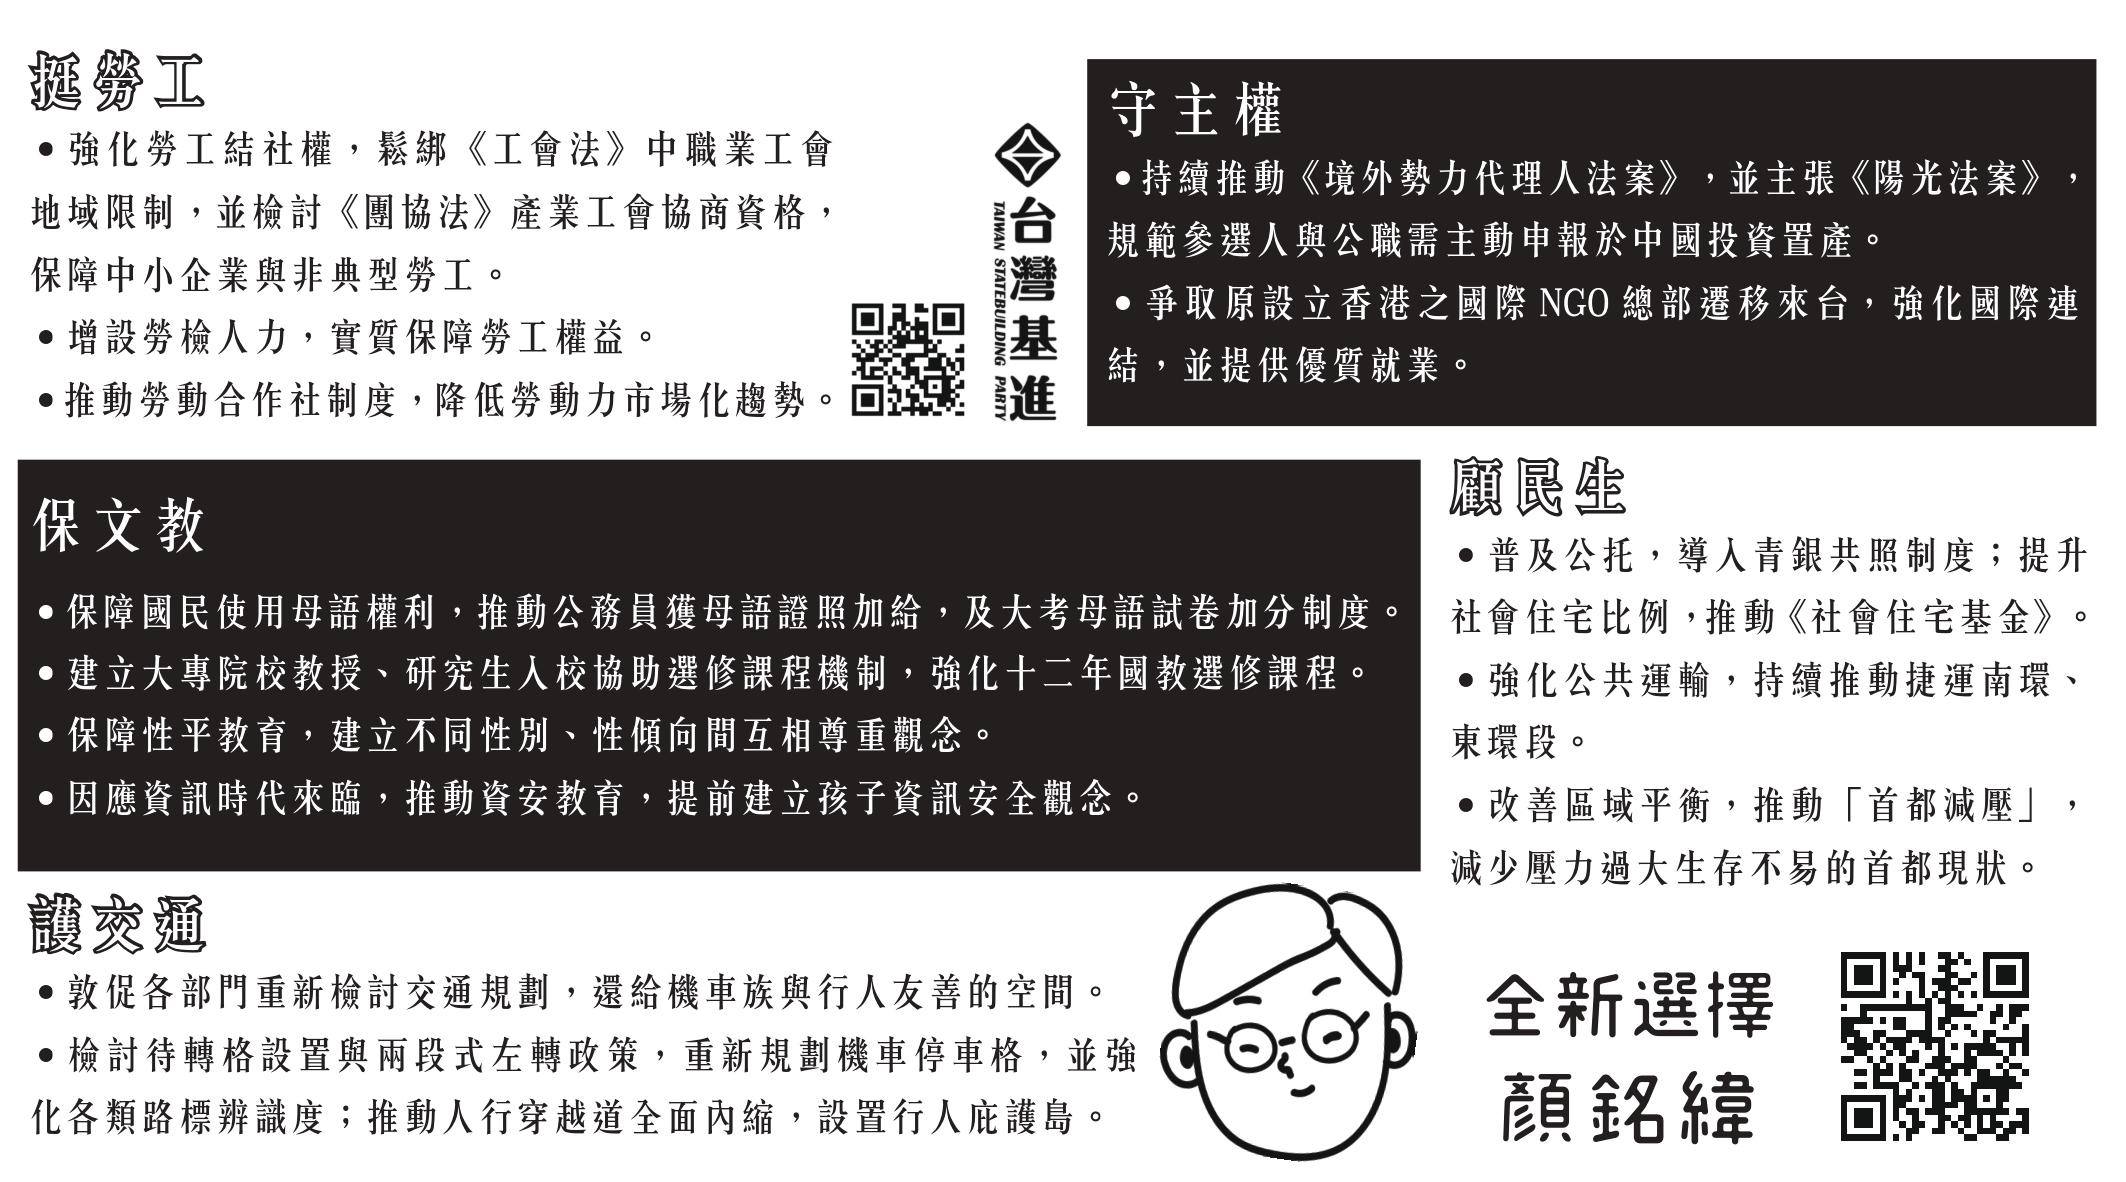 挺勞工
•強化勞工結社權，鬆綁《工會法》中職業工會
地域限制，並檢討《團協法》產業工會協商資格，
保障中小企業與非典型勞工。
•增設勞檢人力，實質保障勞工權益。
•推動勞動合作社制度，降低勞動力市場化趨勢。
台灣基進
TAIWAN STATEBUILDING PARTY
守主權
•持續推動《境外勢力代理人法案》，並主張《陽光法案》，
規範參選人與公職需主動申報於中國投資置產。
•爭取原設立香港之國際 NGO 總部遷移來台，強化國際連
結，並提供優質就業。
保文教
•保障國民使用母語權利，推動公務員獲母語證照加給，及大考母語試卷加分制度。
•建立大專院校教授、研究生入校協助選修課程機制，強化十二年國教選修課程。
•保障性平教育，建立不同性別、性傾向間互相尊重觀念。
•因應資訊時代來臨，推動資安教育，提前建立孩子資訊安全觀念。
顧民生
•普及公托，導入青銀共照制度；提升
社會住宅比例，推動《社會住宅基金》。
•強化公共運輸，持續推動捷運南環、
東環段。
•改善區域平衡，推動「首都減壓」，
減少壓力過大生存不易的首都現狀。
護交通
•敦促各部門重新檢討交通規劃，還給機車族與行人友善的空間。
•檢討待轉格設置與兩段式左轉政策，重新規劃機車停車格，並強
化各類路標辨識度；推動人行穿越道全面內縮，設置行人庇護島。
全新選擇
顏銘緯